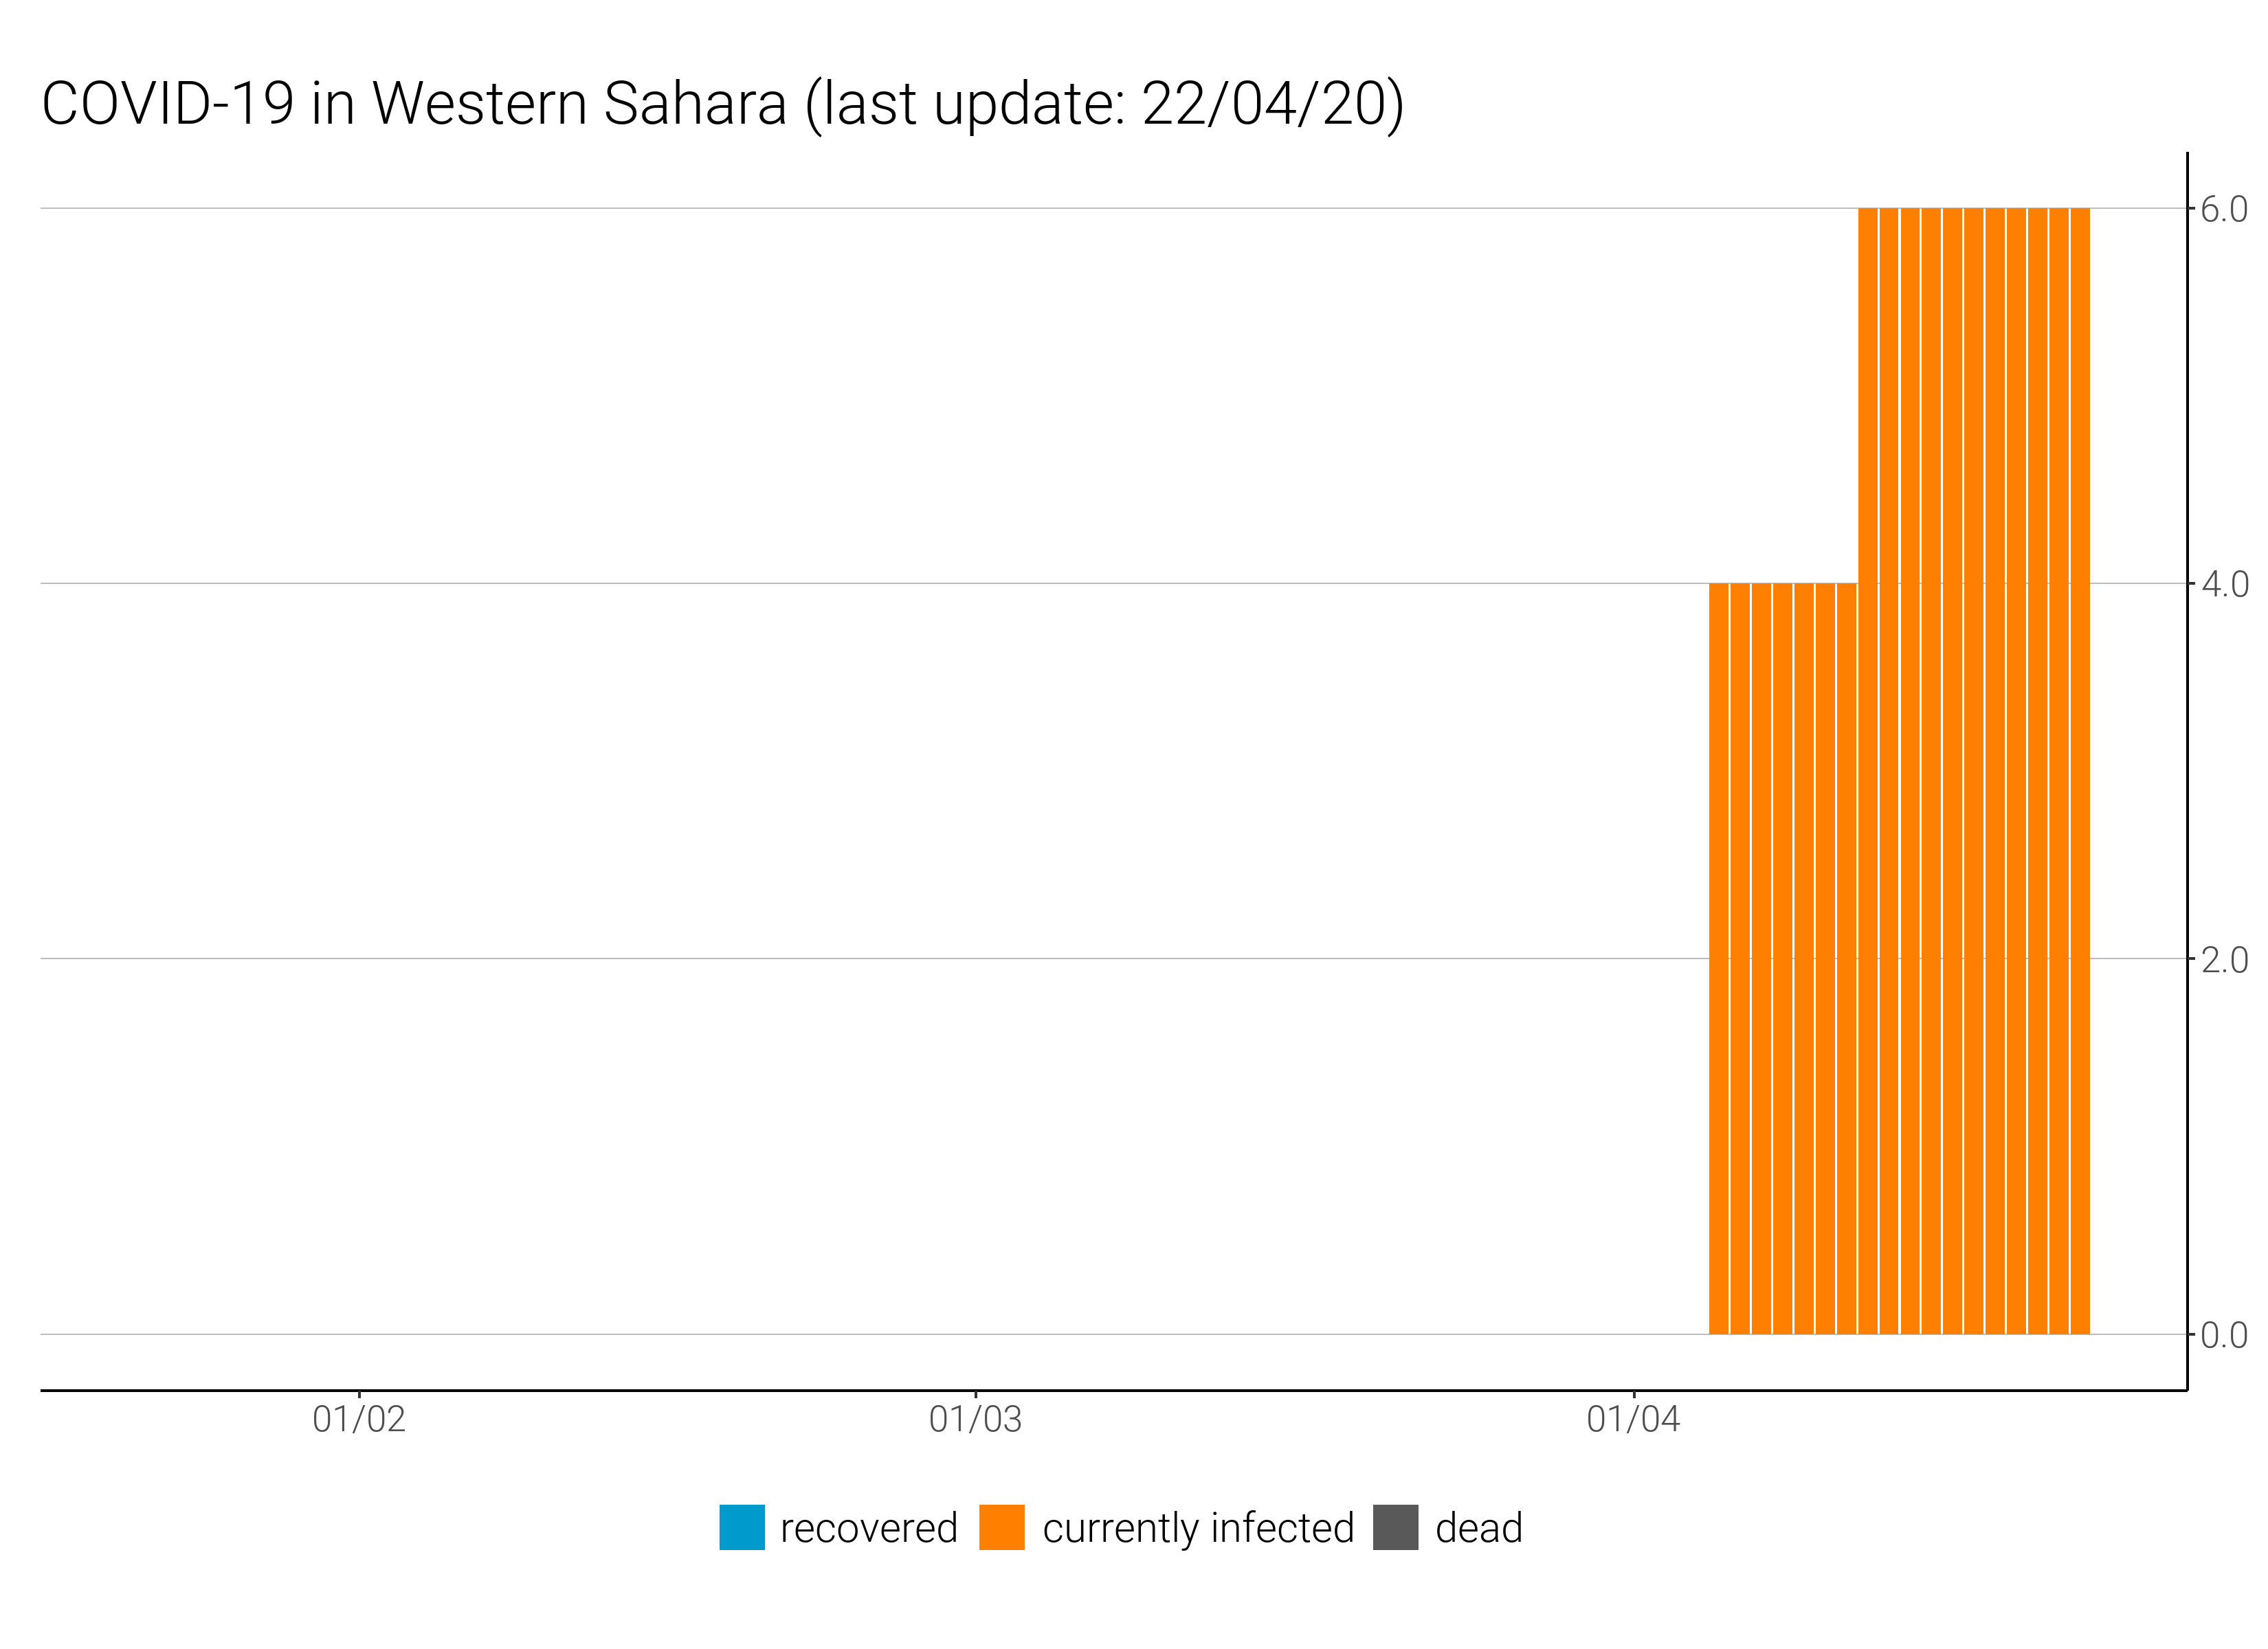 COVID-19 in Western Sahara (last update: 22/04/20)
6.0
4.0
2.0
0.0
01/02 01/03 01/04
recovered currently infected dead